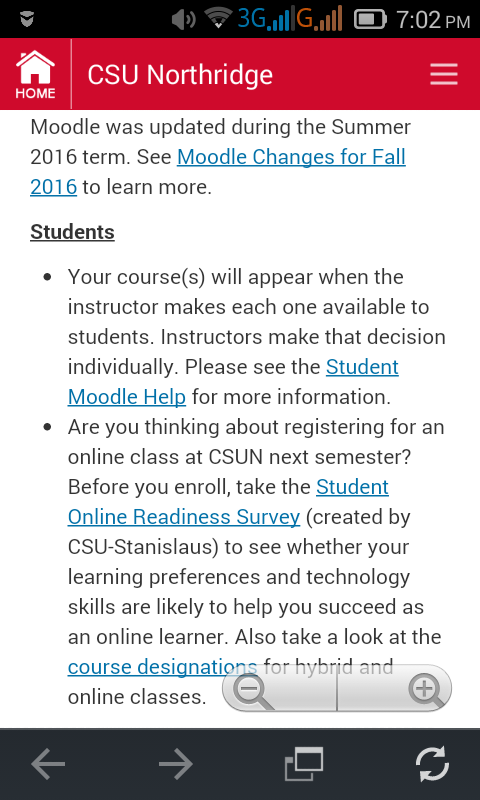 3G G 7:02 PM
HOME
CSU Northridge
Moodle was updated during the Summer
2016 term. See Moodle Changes for Fall
2016 to learn more.
Students
• Your course(s) will appear when the
instructor makes each one available to
students. Instructors make that decision
individually. Please see the Student
Moodle Help for more information.
• Are you thinking about registering for an
online class at CSUN next semester?
Before you enroll, take the Student
Online Readiness Survey (created by
CSU-Stanislaus) to see whether your
learning preferences and technology
skills are likely to help you succeed as
an online learner. Also take a look at the
course designations for hybrid and
online classes.